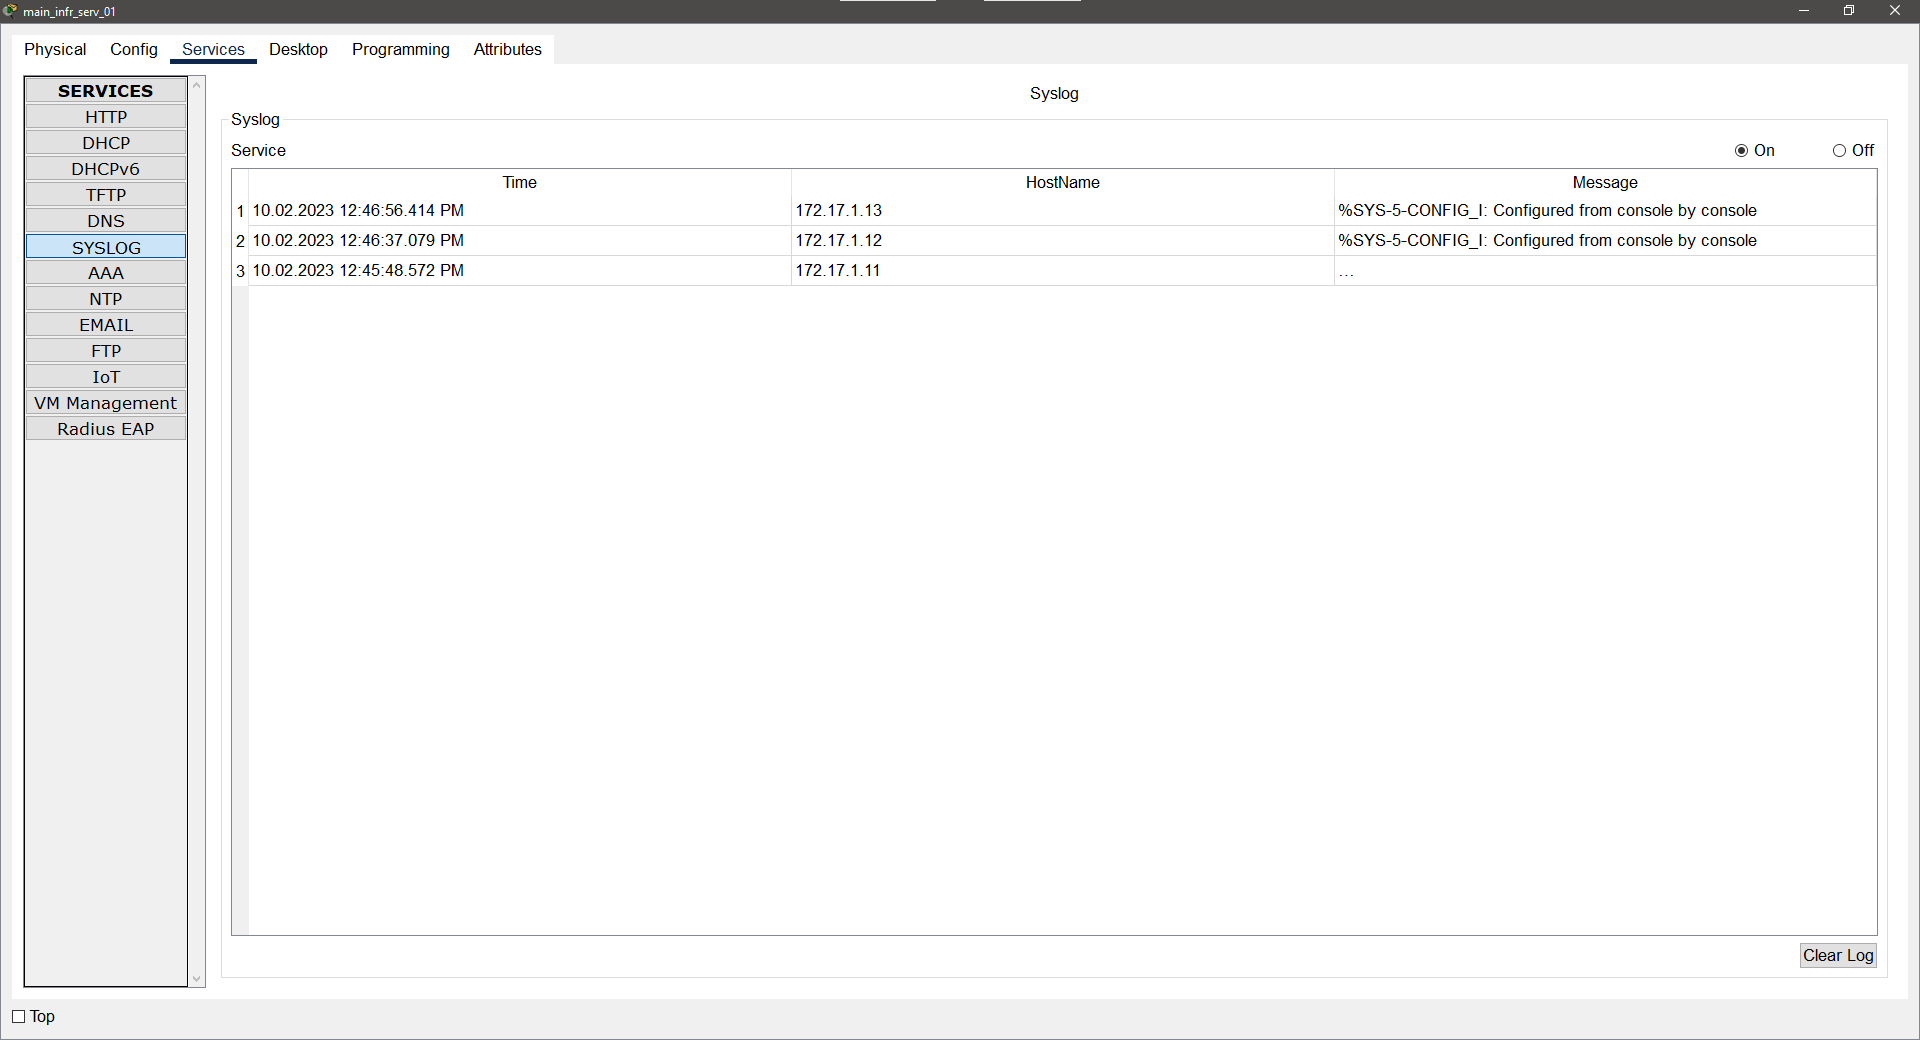 main_infr_serv_01
Physical Config Services Desktop Programming Attributes
SERVICES
HTTP
DHCP
DHCPv6
TFTP
DNS
SYSLOG
AAA
NTP
EMAIL
FTP
IoT
VM Management
Radius EAP
Syslog
Syslog
Service On Off
Time HostName Message
1 10.02.2023 12:46:56.414 PM 172.17.1.13 %SYS-5-CONFIG_I: Configured from console by console
2 10.02.2023 12:46:37.079 PM 172.17.1.12 %SYS-5-CONFIG_I: Configured from console by console
3 10.02.2023 12:45:48.572 PM 172.17.1.11 ...
Clear Log
Top